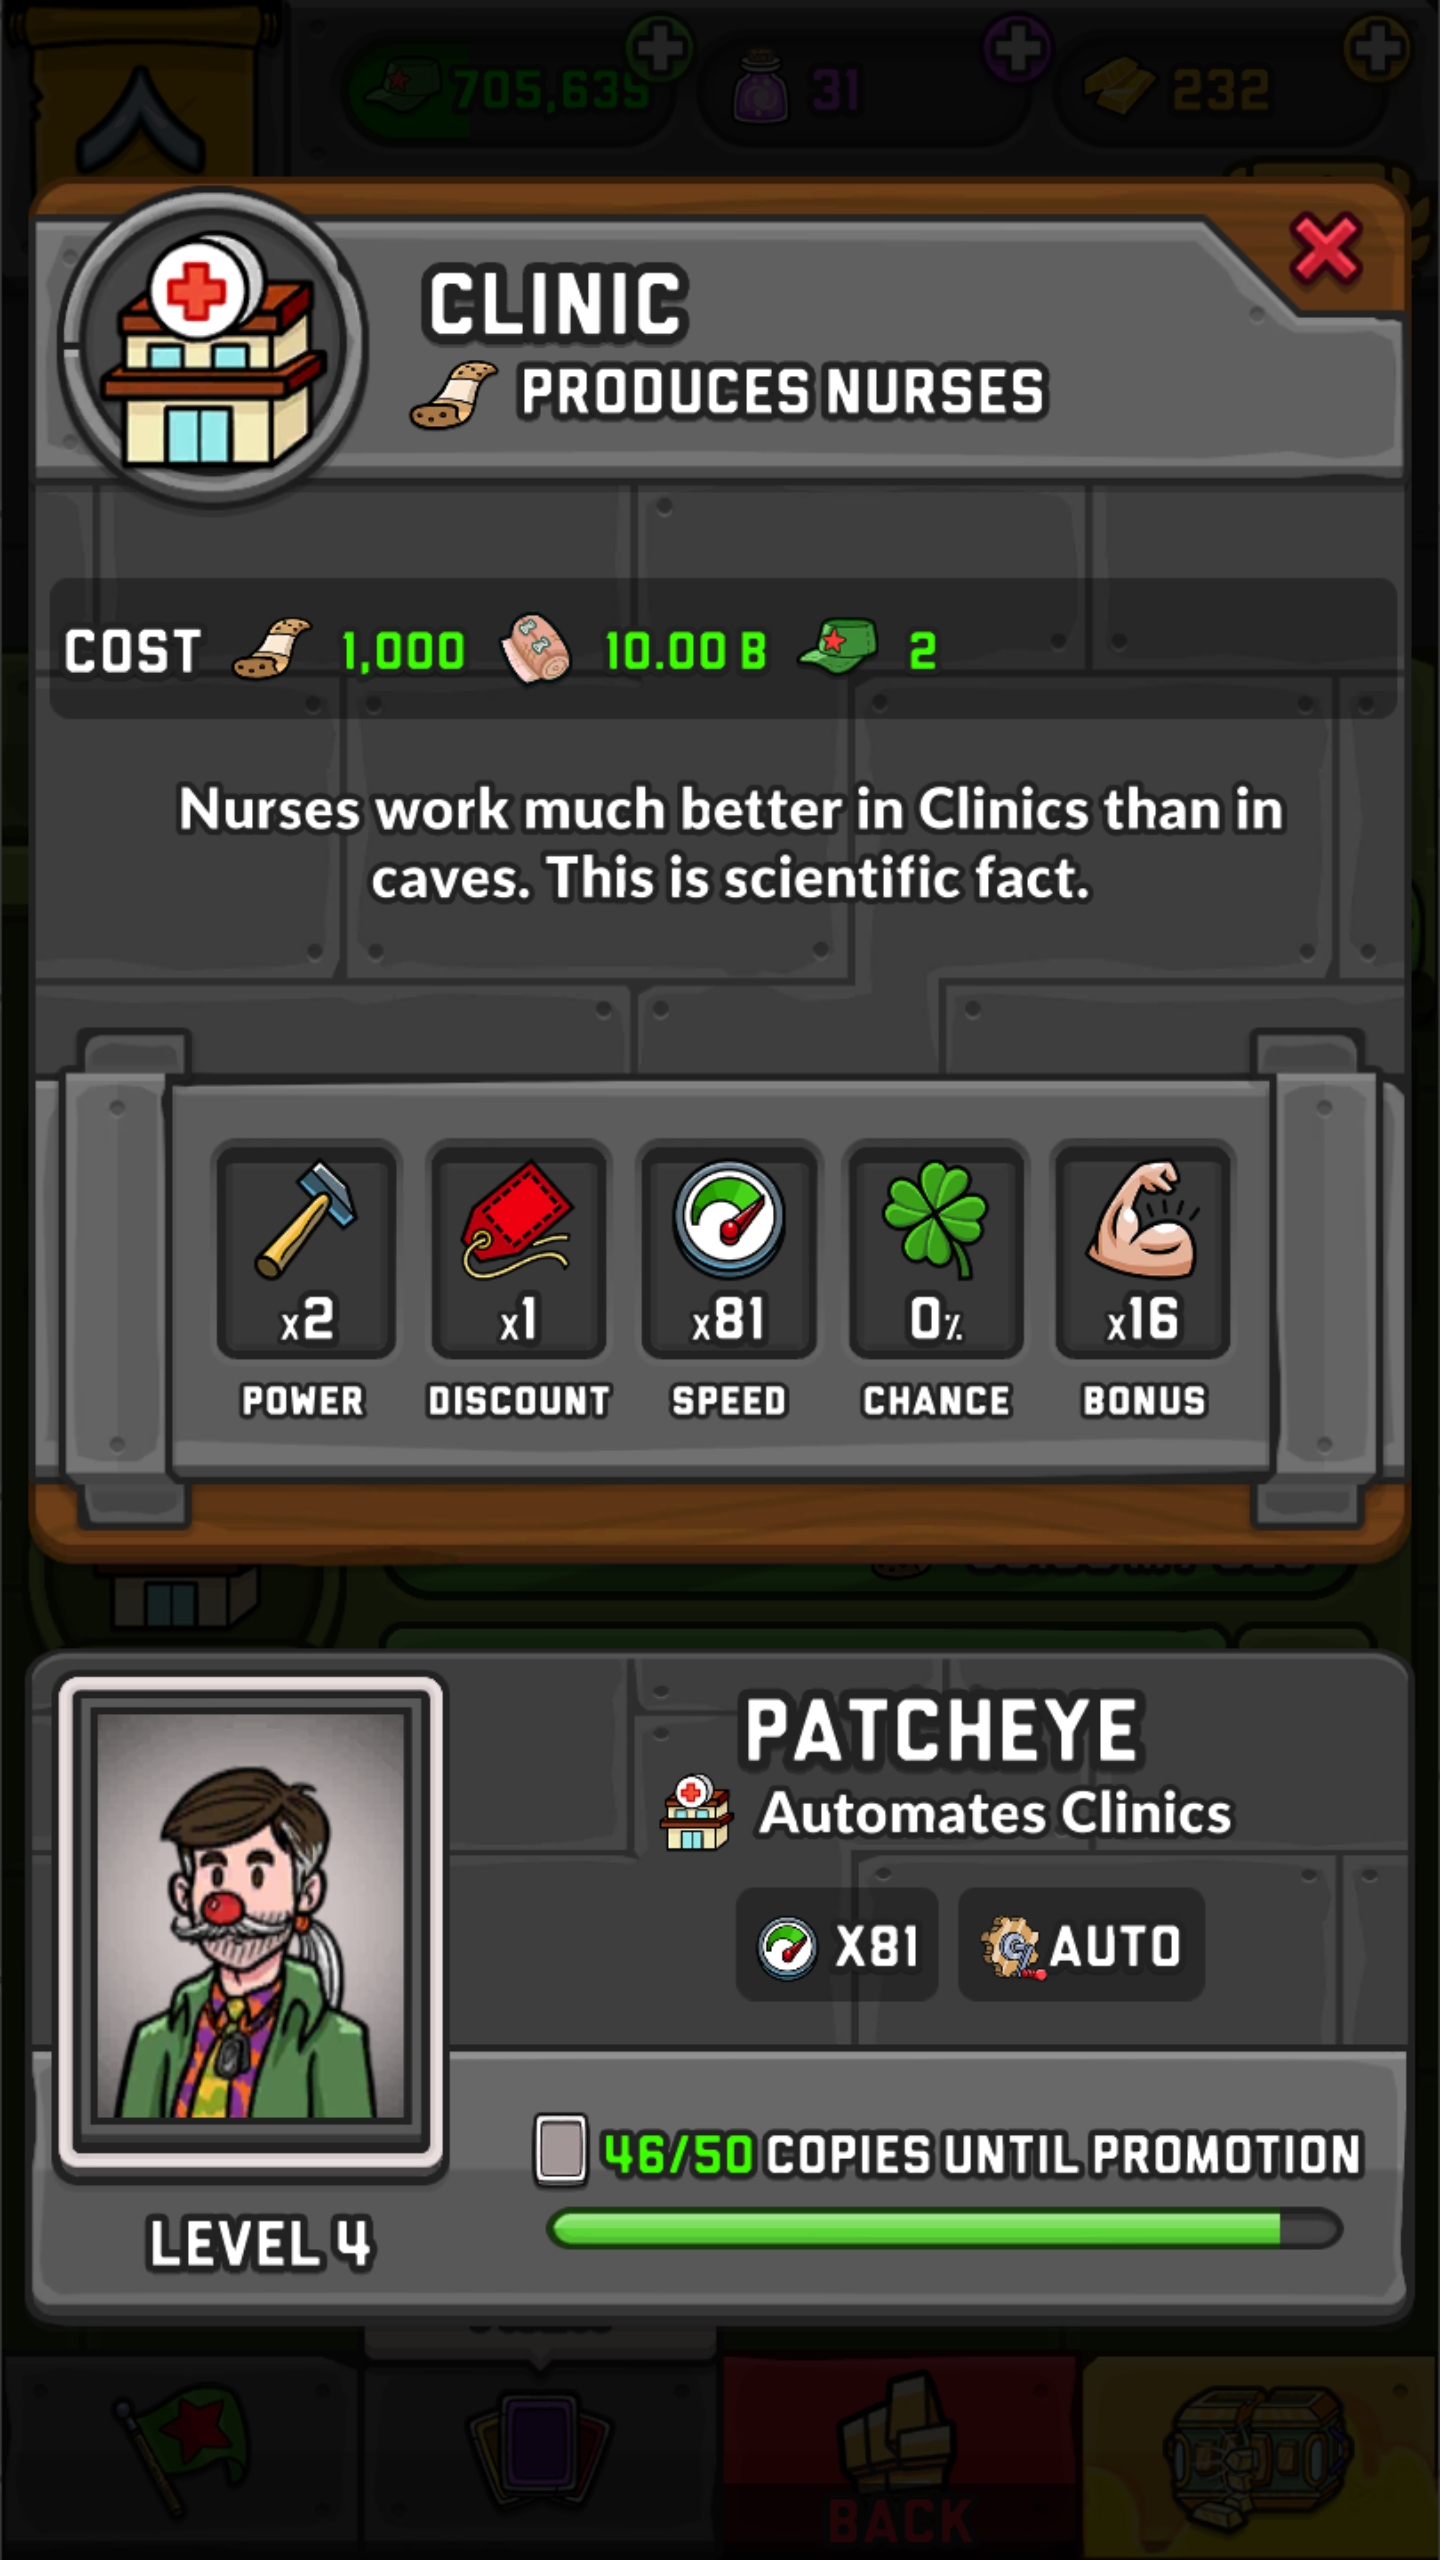 705,635
31
232
CLINIC
PRODUCES NURSES
COST 1,000 10.00 B 2
Nurses work much better in Clinics than in
caves. This is scientific fact.
x2 x1 x81 0% x16
POWER DISCOUNT SPEED CHANCE BONUS
PATCHEYE
Automates Clinics
X81 AUTO
46/50 COPIES UNTIL PROMOTION
LEVEL 4
BACK